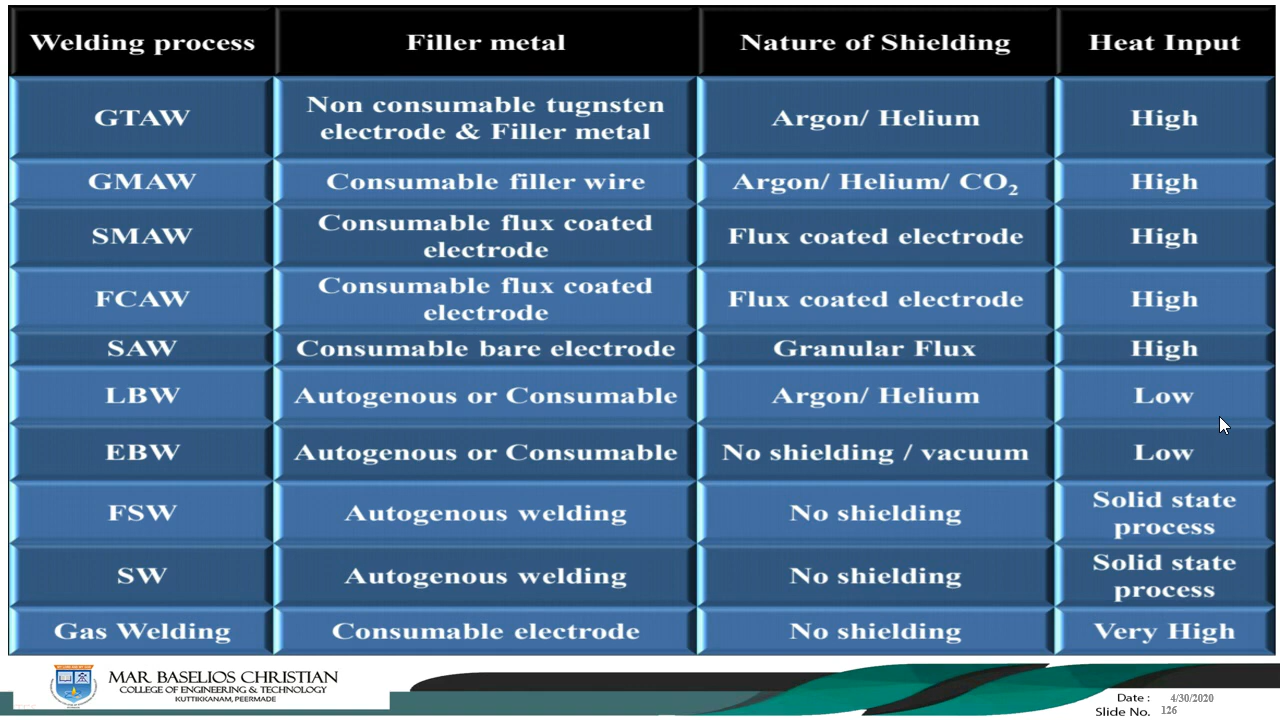 Welding process Filler metal Nature of Shielding Heat Input
GTAW Non consumable tugnsten Argon/ Helium High
electrode & Filler metal
GMAW Consumable filler wire Argon/ Helium/ CO₂ High
SMAW Consumable flux coated Flux coated electrode High
electrode
FCAW Consumable flux coated Flux coated electrode High
electrode
SAW Consumable bare electrode Granular Flux High
LBW Autogenous or Consumable Argon/ Helium Low
EBW Autogenous or Consumable No shielding / vacuum Low
FSW Autogenous welding No shielding Solid state
process
SW Autogenous welding No shielding Solid state
process
Gas Welding Consumable electrode No shielding Very High
MAR BASELIOS CHRISTIAN
COLLEGE OF ENGINEERING & TECHNOLOGY
KUTTIKKANAM, PEERMADE
Date : 4/30/2020
Slide No. 126